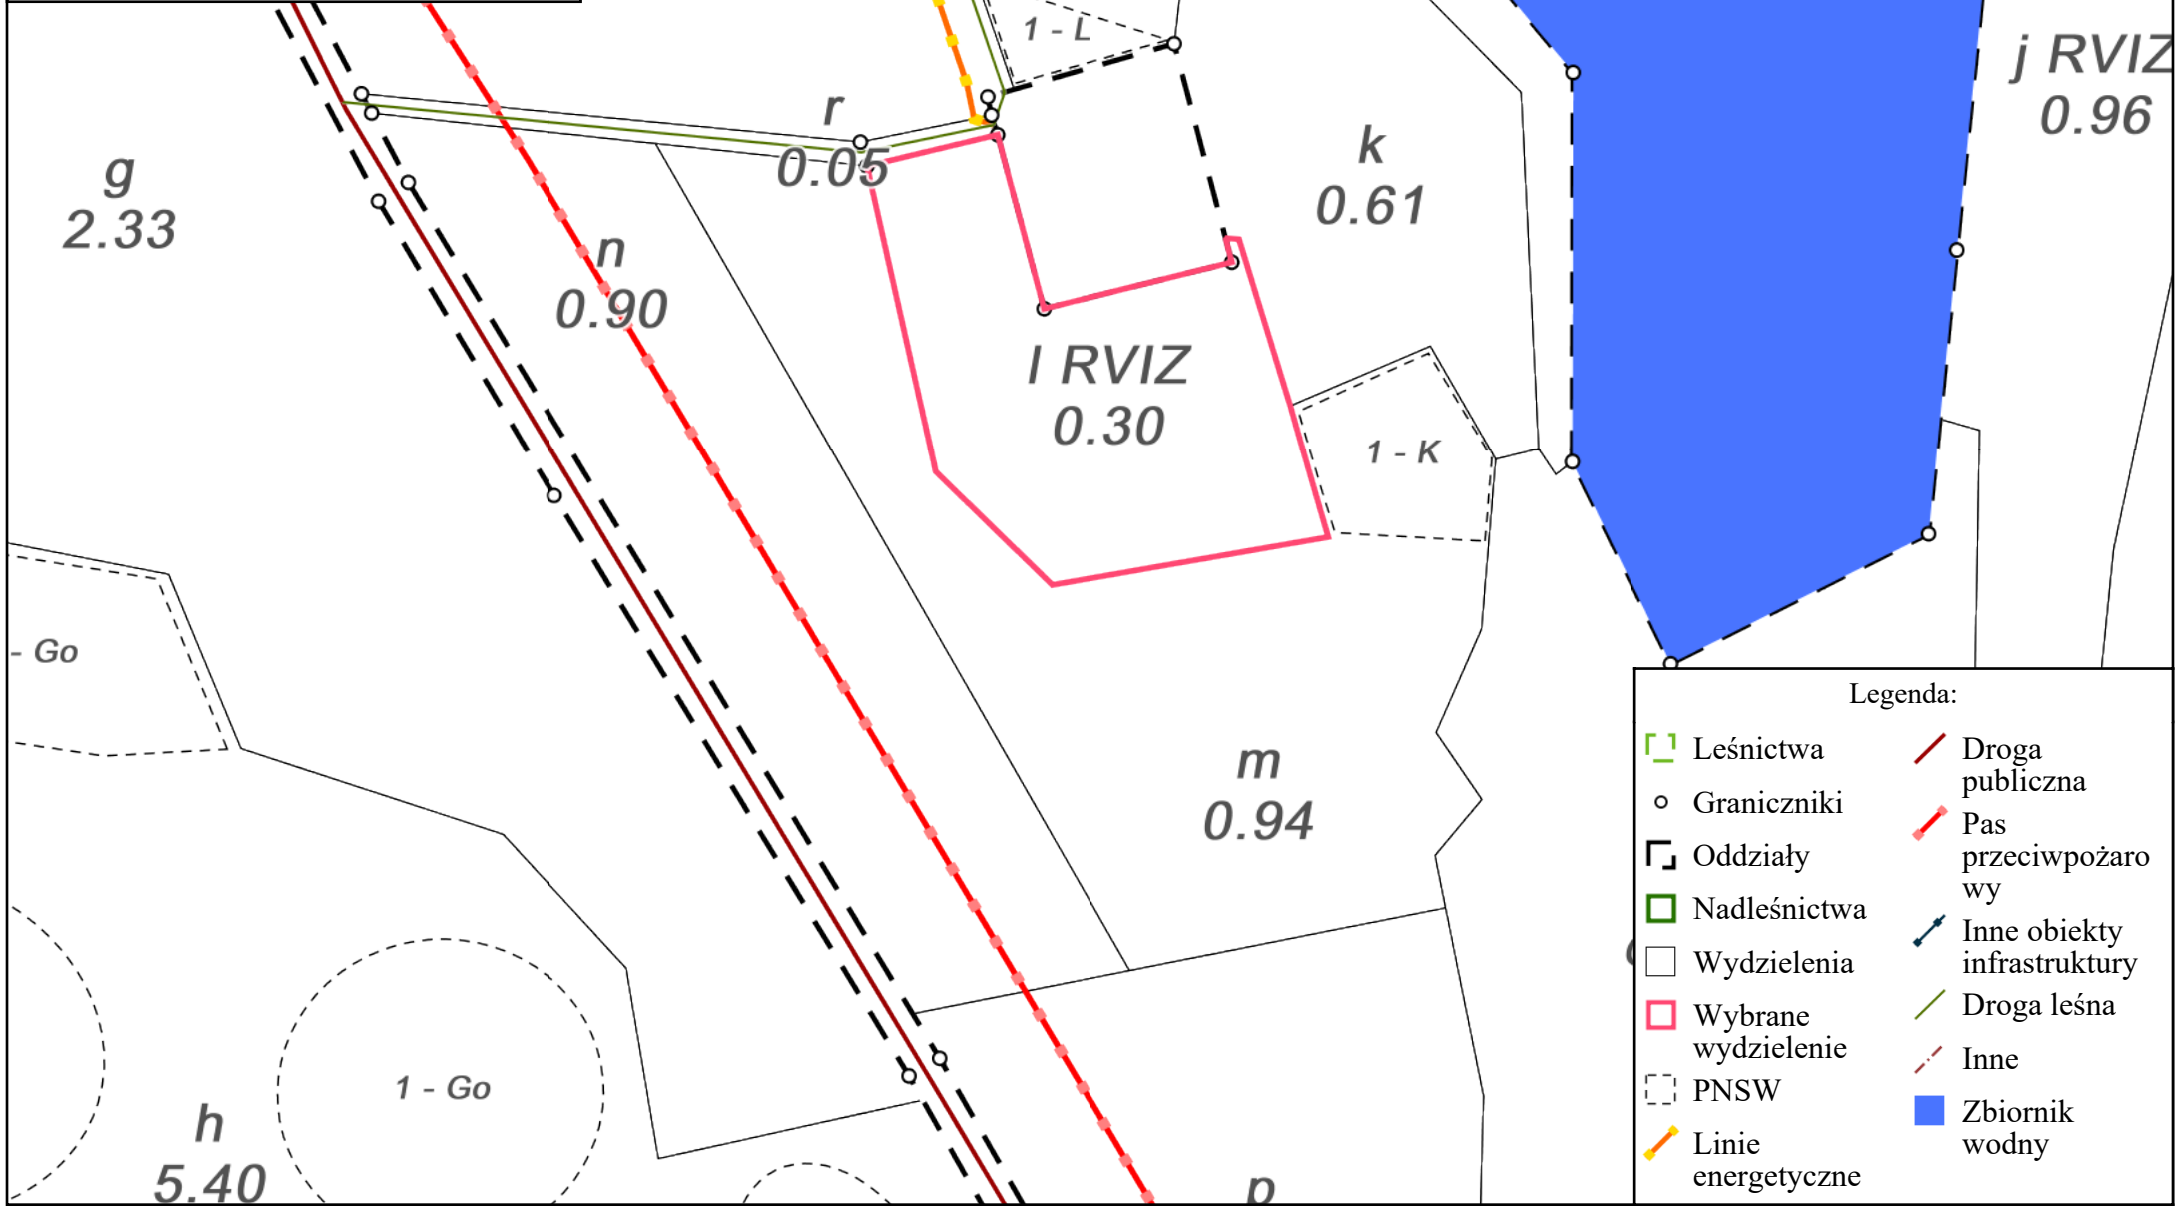 1 - L
j RVIZ
0.96
r
0.05
k
0.61
g
2.33
n
0.90
l RVIZ
0.30
1 - K
- Go
m
0.94
1 - Go
h
5.40
p
Legenda:
Leśnictwa
Graniczniki
Oddziały
Nadleśnictwa
Wydzielenia
Wybrane
wydzielenie
PNSW
Linie
energetyczne
Droga
publiczna
Pas
przeciwpożaro
wy
Inne obiekty
infrastruktury
Droga leśna
Inne
Zbiornik
wodny